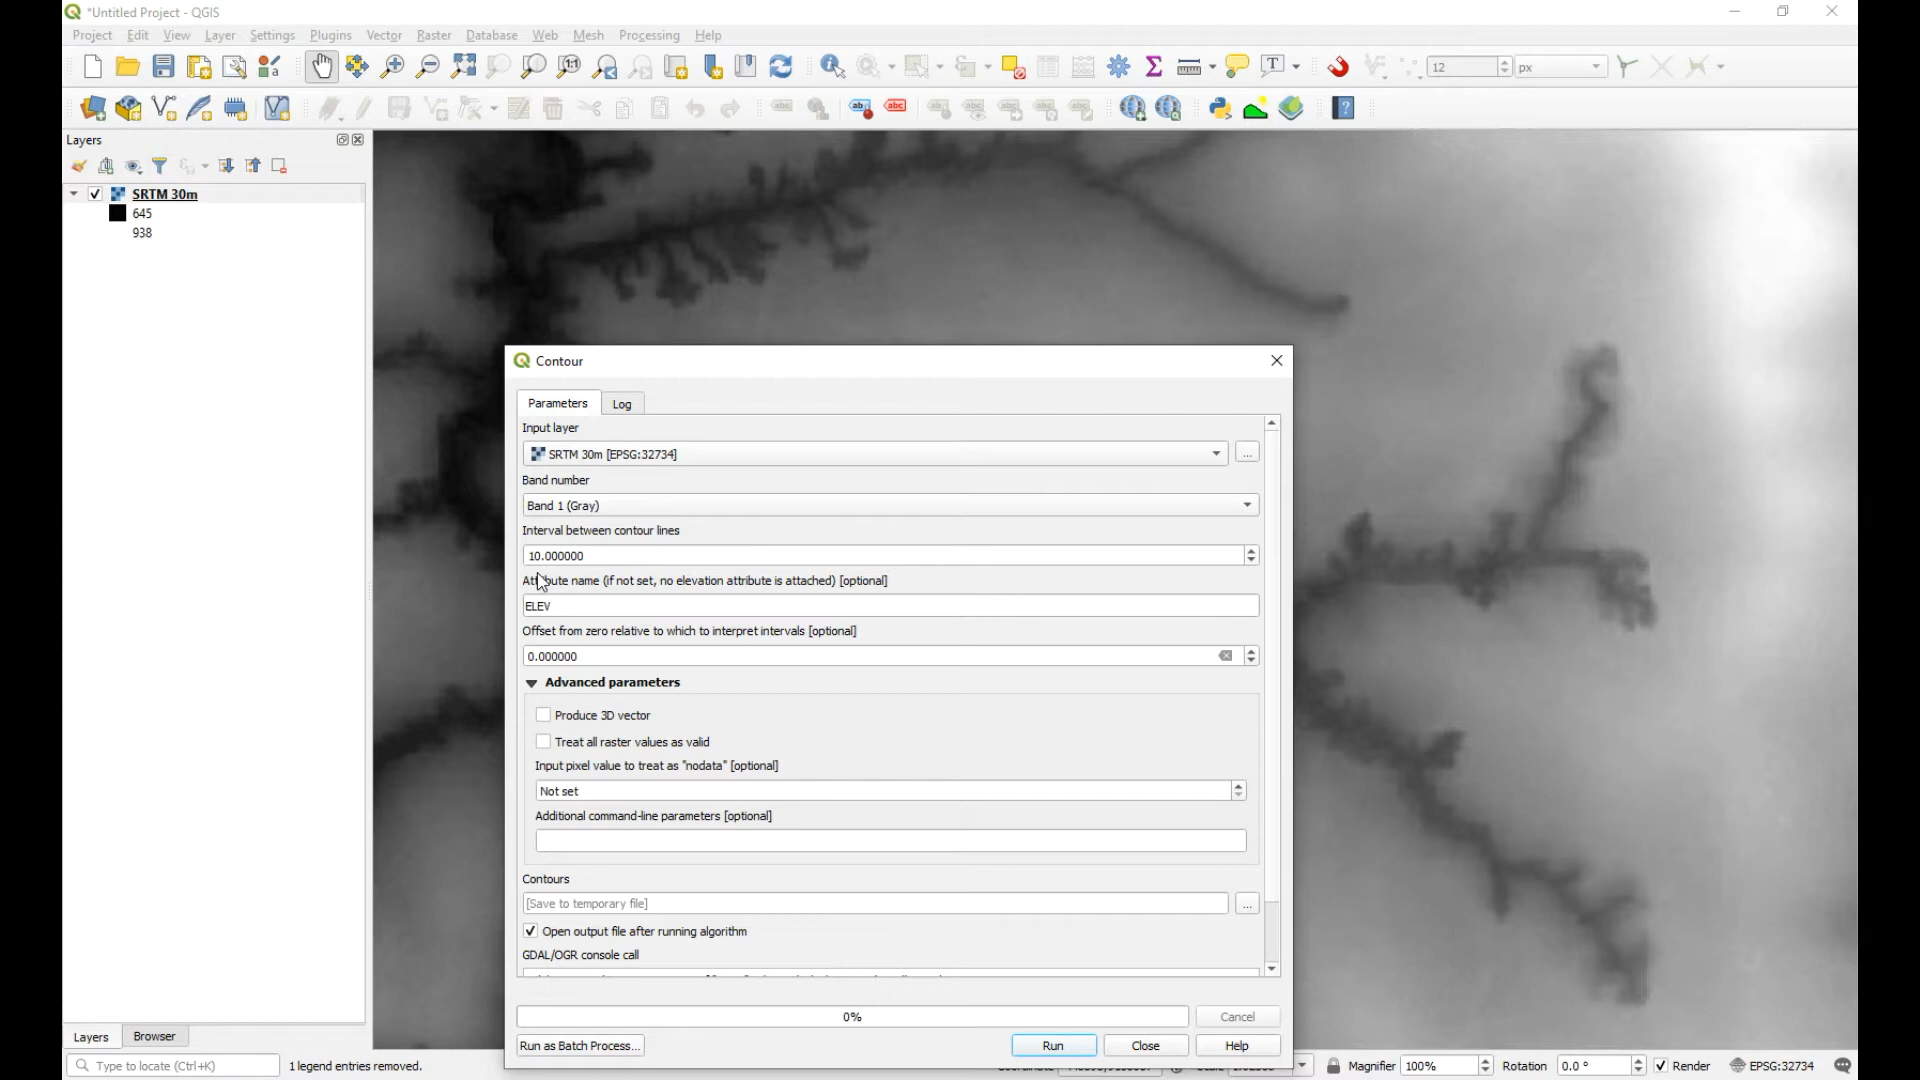 *Untitled Project - QGIS
Project Edit View Layer Settings Plugins Vector Raster Database Web Mesh Processing Help
12 px
Layers
SRTM 30m
645
938
Contour
Parameters Log
Input layer
SRTM 30m [EPSG:32734]
...
Band number
Band 1 (Gray)
Interval between contour lines
10.000000
Attribute name (if not set, no elevation attribute is attached) [optional]
ELEV
Offset from zero relative to which to interpret intervals [optional]
0.000000
Advanced parameters
Produce 3D vector
Treat all raster values as valid
Input pixel value to treat as "nodata" [optional]
Not set
Additional command-line parameters [optional]
Contours
[Save to temporary file]
...
Open output file after running algorithm
GDAL/OGR console call
0% Cancel
Run as Batch Process... Run Close Help
Layers Browser
Type to locate (Ctrl+K) 1 legend entries removed. Magnifier 100% Rotation 0.0 ° Render EPSG:32734